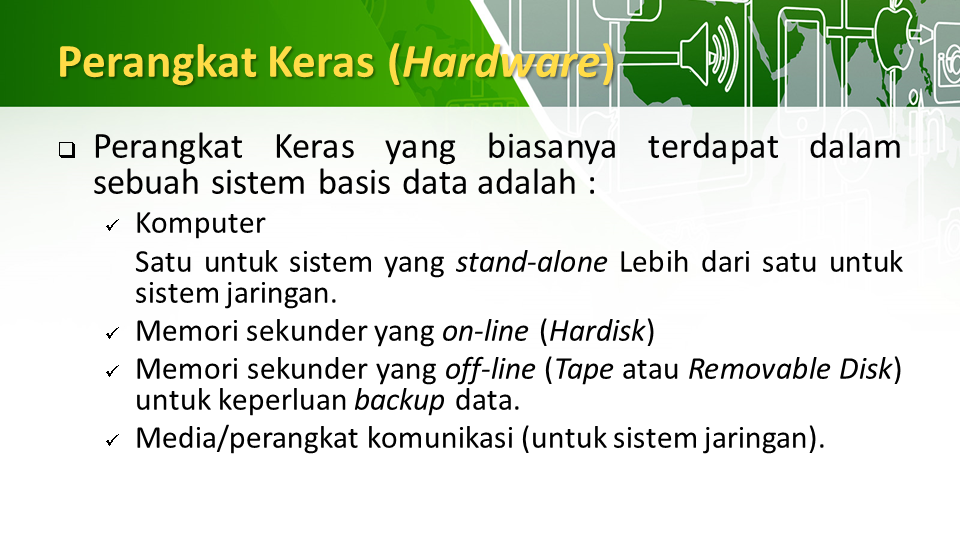 Perangkat Keras (Hardware)
Perangkat Keras yang biasanya terdapat dalam
sebuah sistem basis data adalah :
Komputer
Satu untuk sistem yang stand-alone Lebih dari satu untuk
sistem jaringan.
Memori sekunder yang on-line (Hardisk)
Memori sekunder yang off-line (Tape atau Removable Disk)
untuk keperluan backup data.
Media/perangkat komunikasi (untuk sistem jaringan).